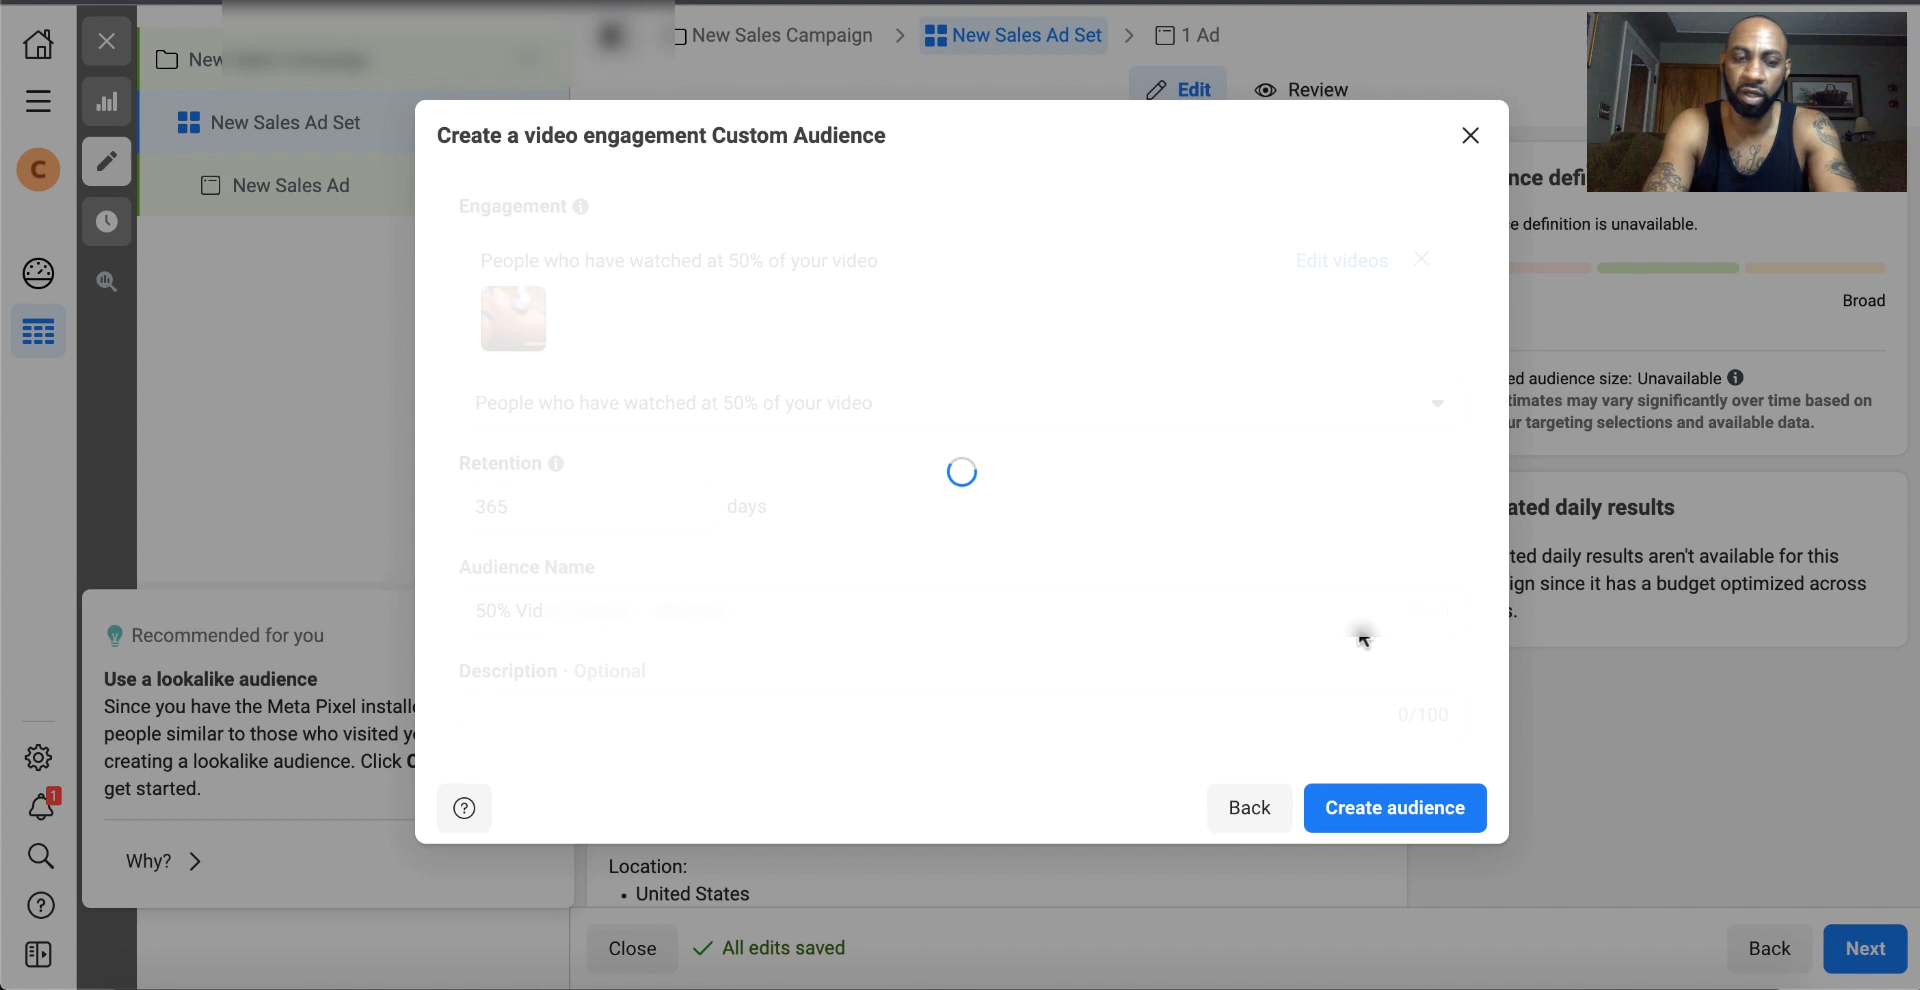 New
New Sales Campaign
New Sales Ad Set
1 Ad
Edit
Review
New Sales Ad Set
New Sales Ad
C
Create a video engagement Custom Audience
Engagement
People who have watched at 50% of your video
Edit videos
People who have watched at 50% of your video
Retention
365
days
Audience Name
50% Vid
Description · Optional
0/100
Back
Create audience
nce defi
e definition is unavailable.
Broad
ed audience size: Unavailable
timates may vary significantly over time based on
ur targeting selections and available data.
ated daily results
ted daily results aren't available for this
ign since it has a budget optimized across
s.
Recommended for you
Use a lookalike audience
Since you have the Meta Pixel installe
people similar to those who visited y
creating a lookalike audience. Click C
get started.
Why?
1
Location:
• United States
Close
All edits saved
Back
Next